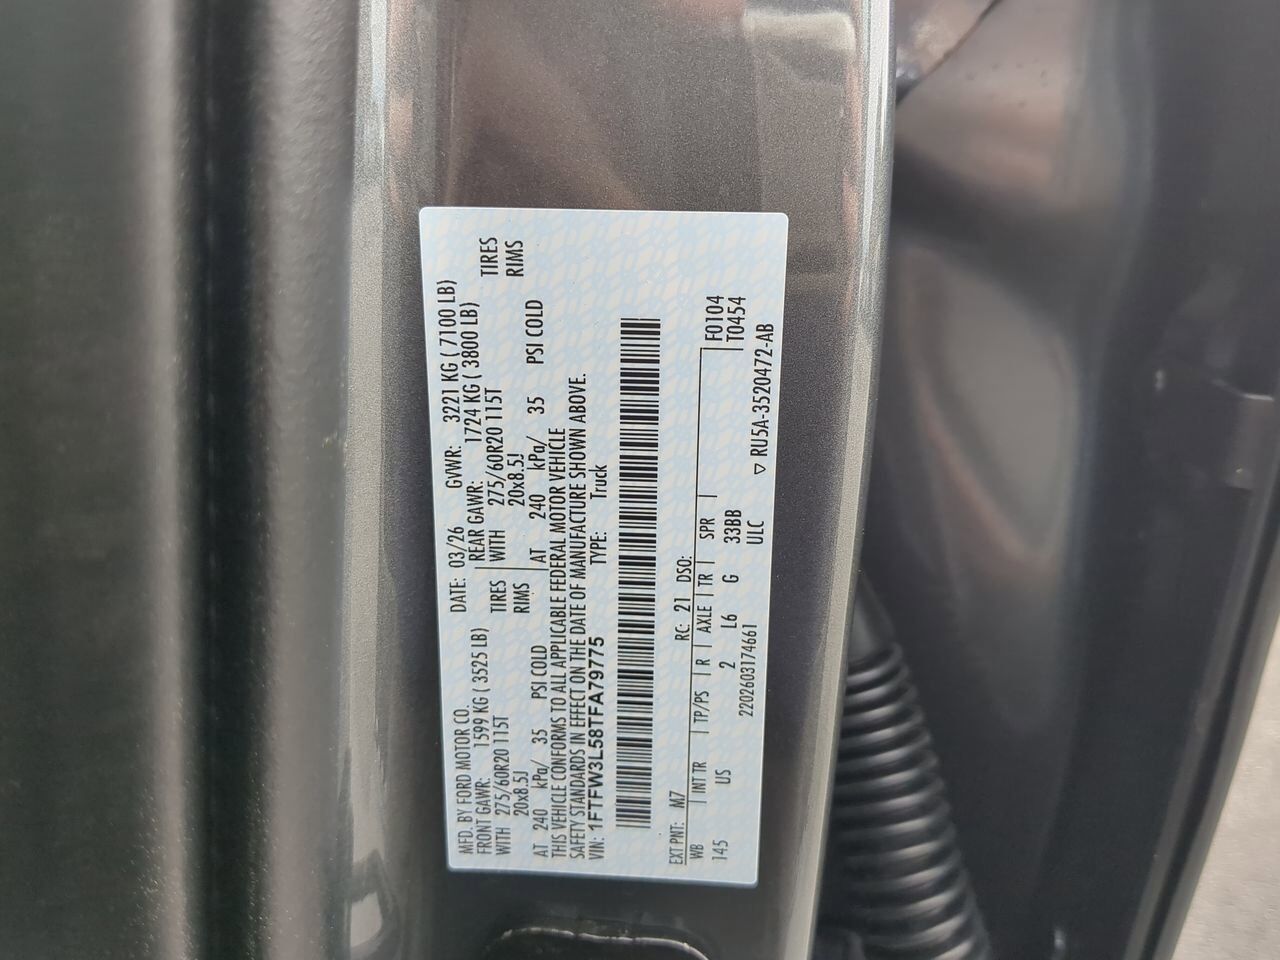 MFD. BY FORD MOTOR CO. DATE: 03/26 GVWR: 3221 KG ( 7100 LB)
FRONT GAWR: 1599 KG ( 3525 LB) REAR GAWR: 1724 KG ( 3800 LB)
WITH 275/60R20 115T TIRES WITH 275/60R20 115T TIRES
20x8.5J RIMS 20x8.5J RIMS
AT 240 kPa/ 35 PSI COLD AT 240 kPa/ 35 PSI COLD
THIS VEHICLE CONFORMS TO ALL APPLICABLE FEDERAL MOTOR VEHICLE
SAFETY STANDARDS IN EFFECT ON THE DATE OF MANUFACTURE SHOWN ABOVE.
VIN: 1FTFW3L58TFA79775 TYPE: Truck
EXT PNT: M7 RC: 21 DSO:
WB INT TR TP/PS R AXLE TR SPR F0104
145 US 2 L6 G 33BB T0454
2202603174661 ULC ▽ RU5A-3520472-AB